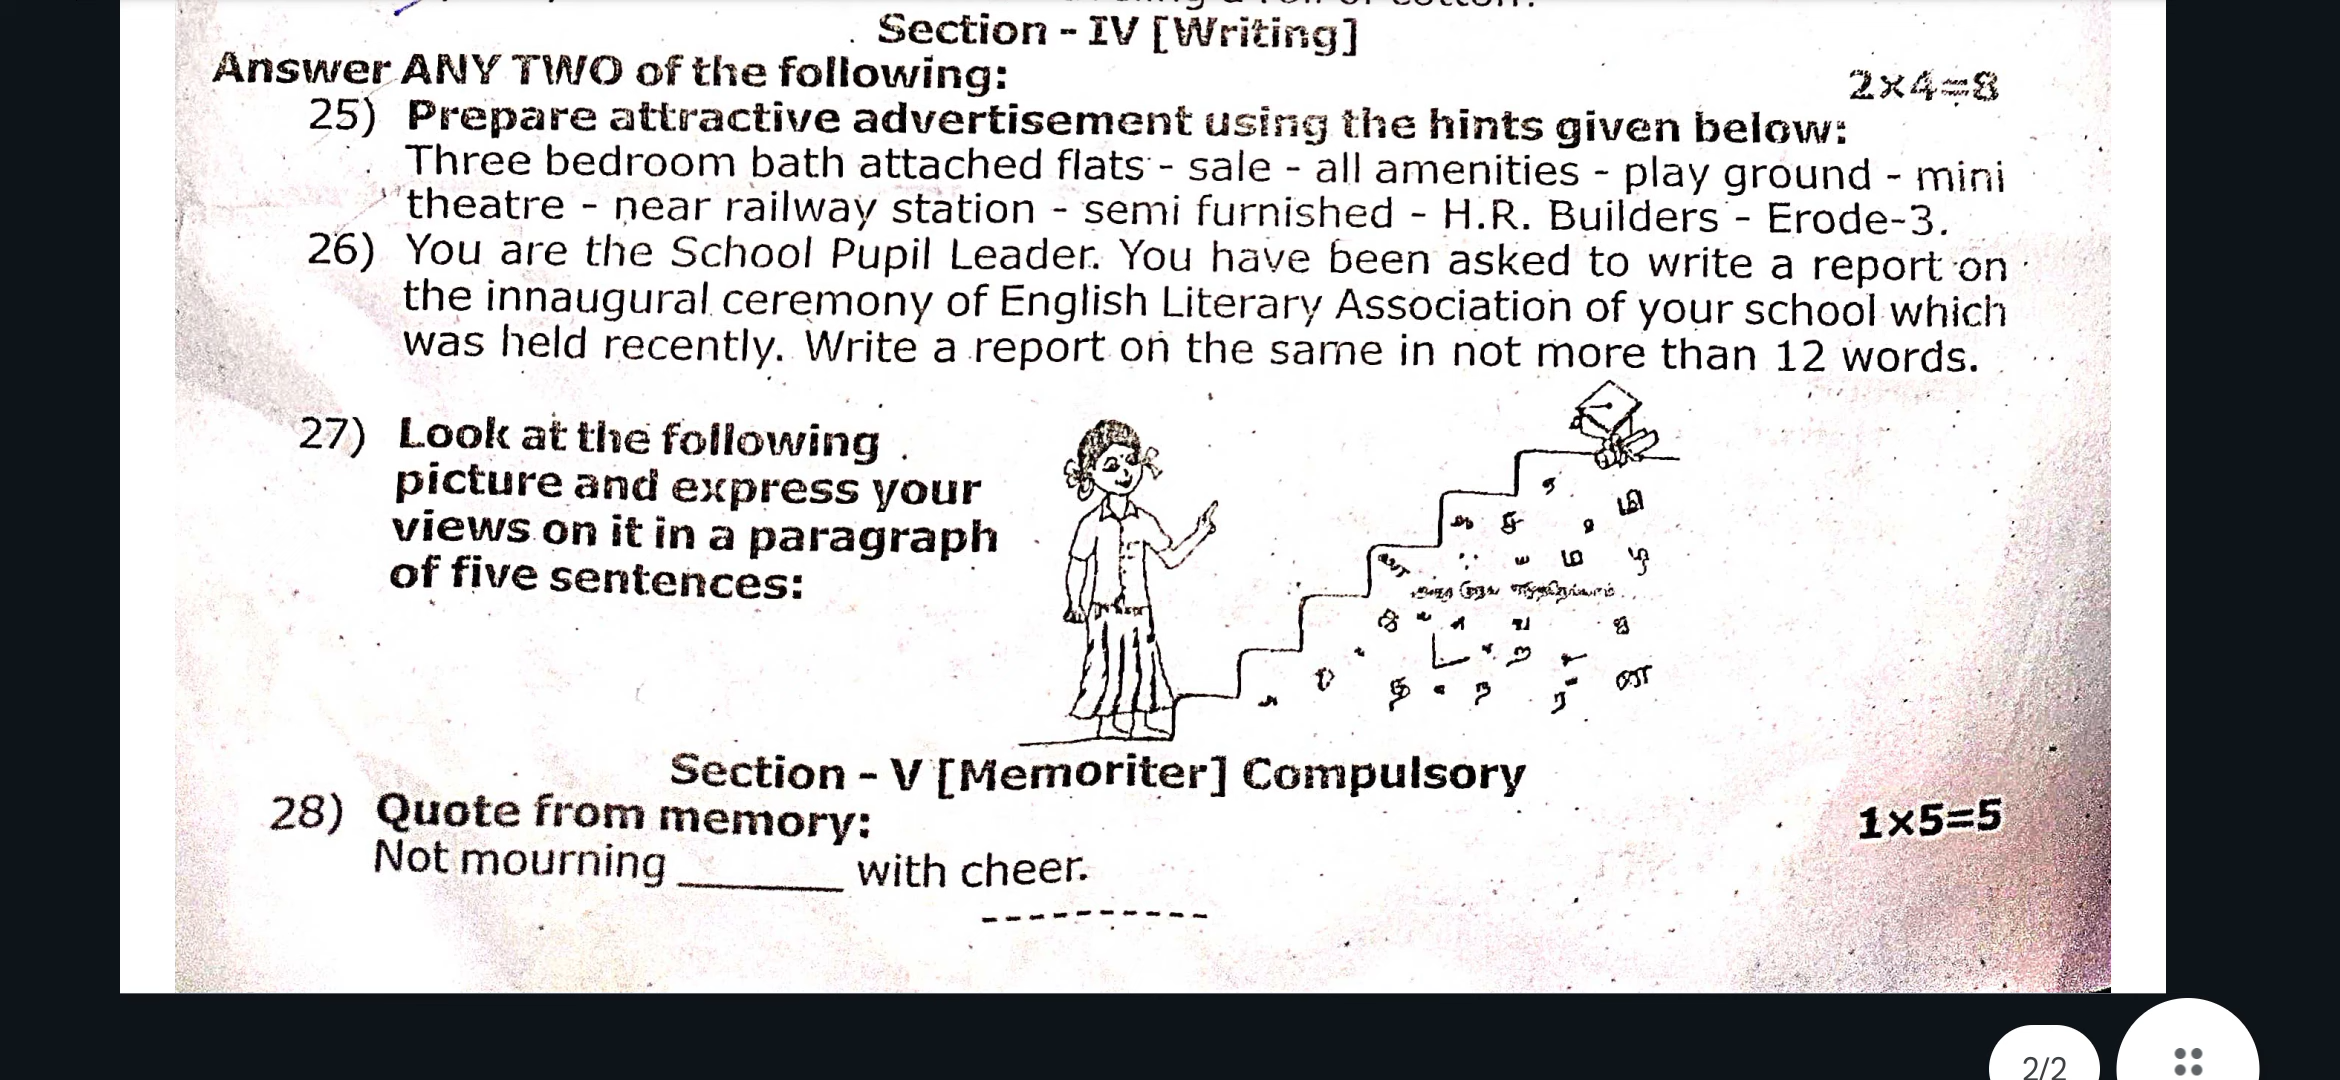 Section - IV [Writing]
Answer ANY TWO of the following:
2×4=8
25) Prepare attractive advertisement using the hints given below:
Three bedroom bath attached flats - sale - all amenities - play ground - mini
theatre - near railway station - semi furnished - H.R. Builders - Erode-3.
26) You are the School Pupil Leader. You have been asked to write a report on
the innaugural ceremony of English Literary Association of your school which
was held recently. Write a report on the same in not more than 12 words.
27) Look at the following
picture and express your
views on it in a paragraph
of five sentences:
Section - V [Memoriter] Compulsory
28) Quote from memory:
1×5=5
Not mourning ______ with cheer.
2/2